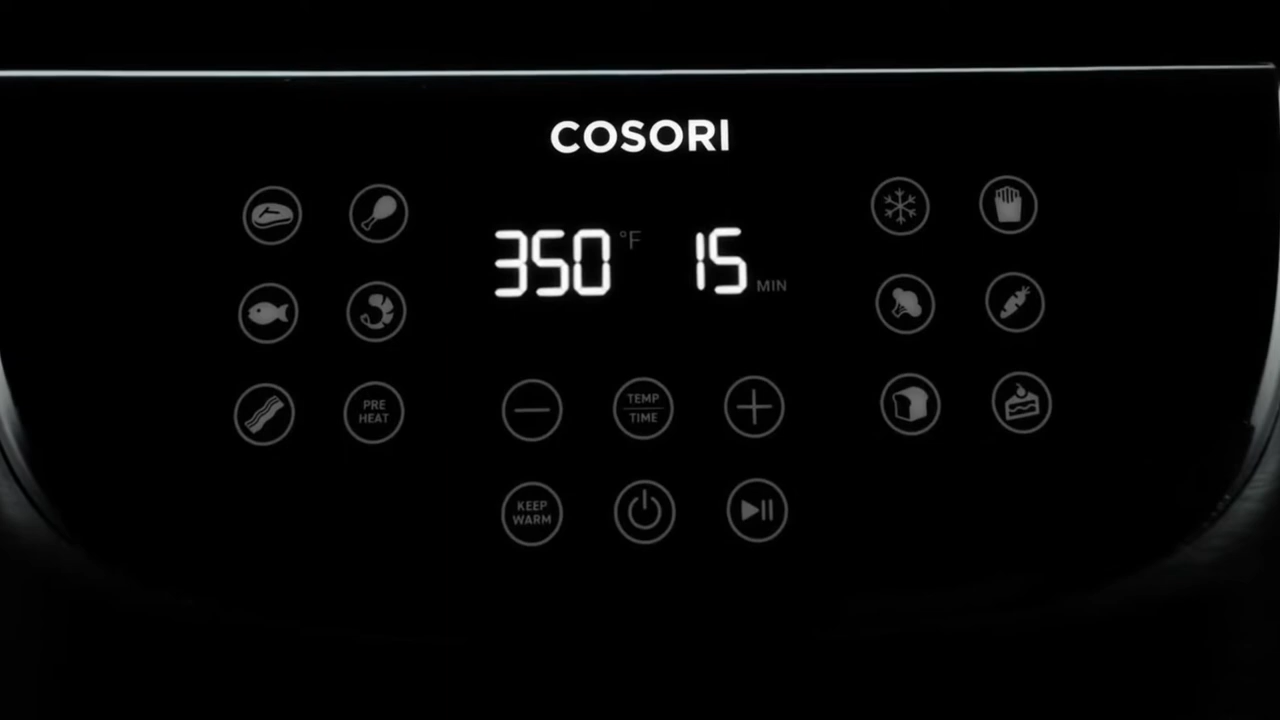 COSORI
350 °F 15 MIN
PRE
HEAT
TEMP
TIME
KEEP
WARM